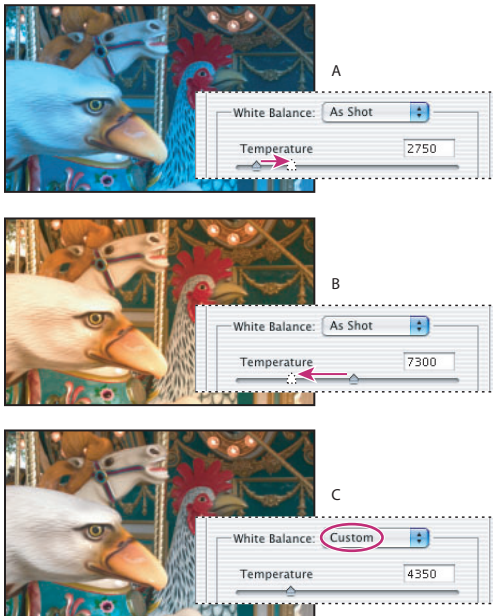 A
White Balance: As Shot
Temperature 2750
B
White Balance: As Shot
Temperature 7300
C
White Balance: Custom
Temperature 4350